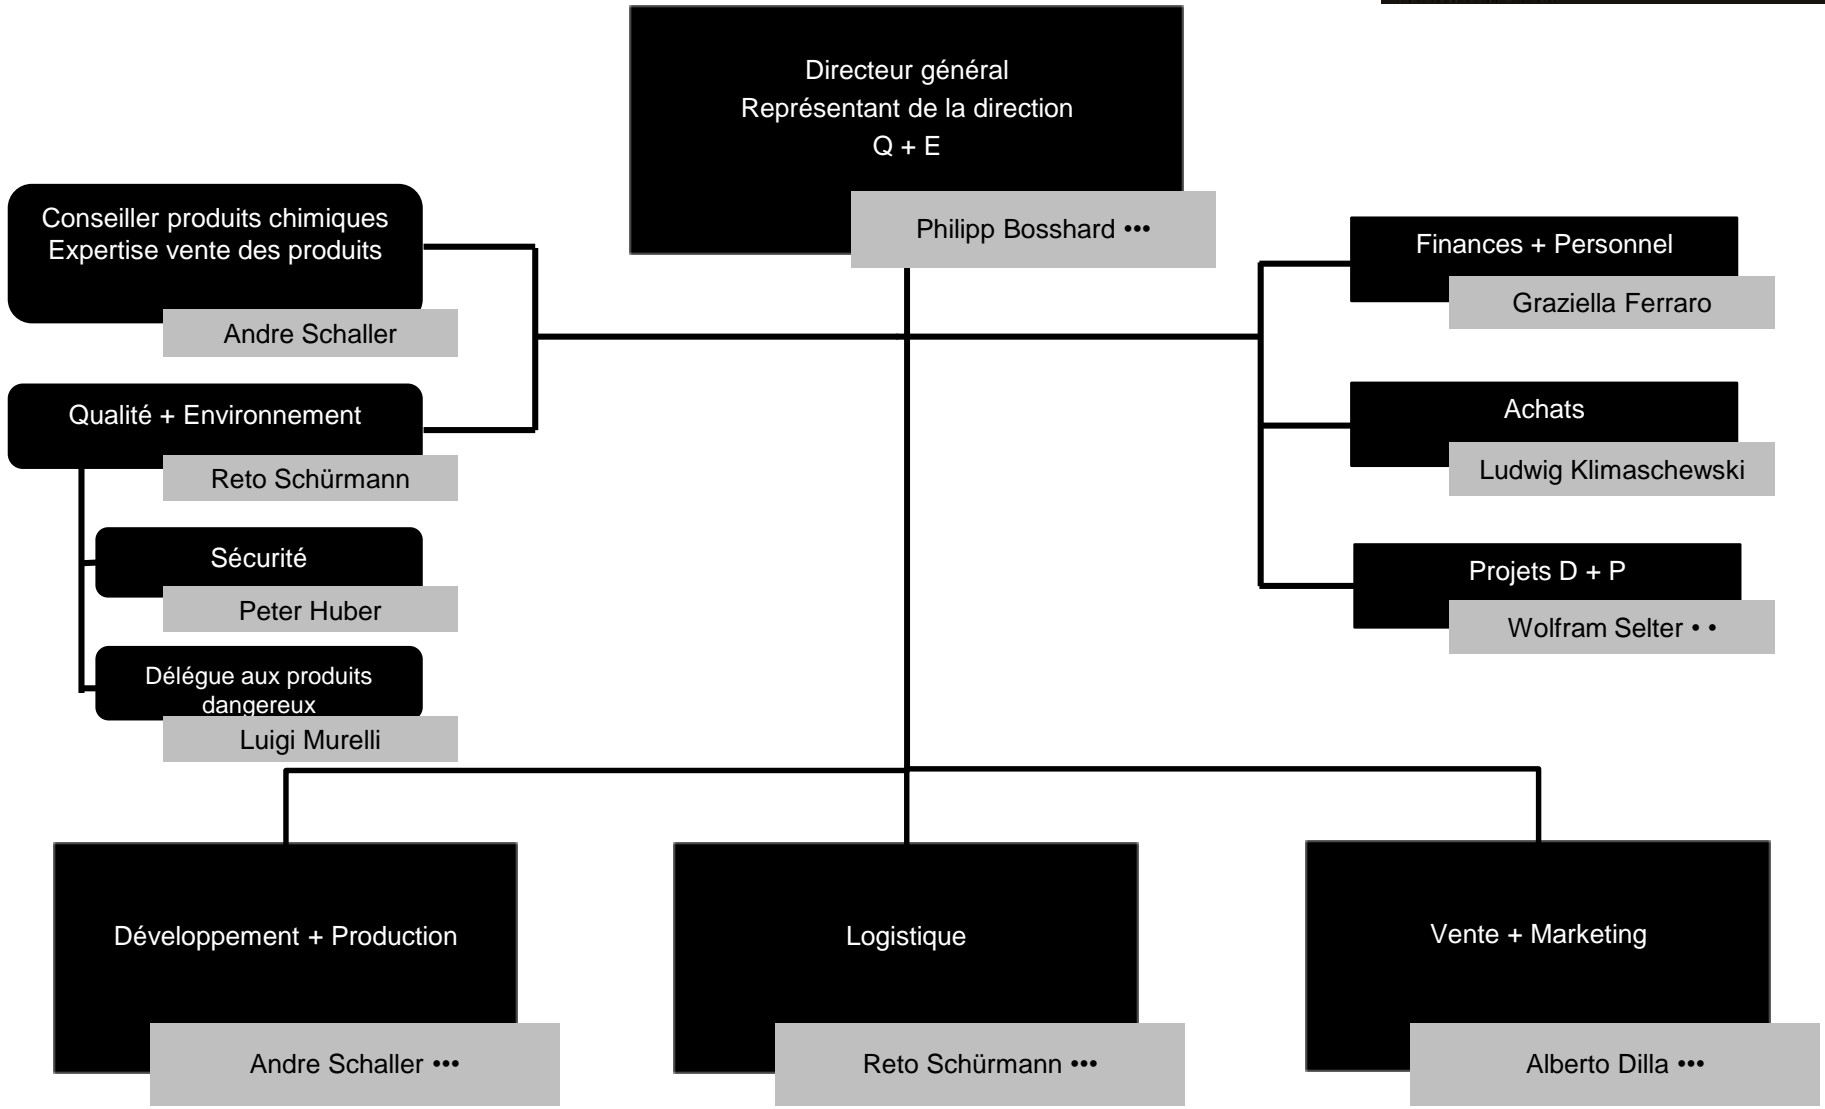 Directeur général
Représentant de la direction
Q + E
Philipp Bosshard •••
Conseiller produits chimiques
Expertise vente des produits
Andre Schaller
Qualité + Environnement
Reto Schürmann
Sécurité
Peter Huber
Délégue aux produits
dangereux
Luigi Murelli
Finances + Personnel
Graziella Ferraro
Achats
Ludwig Klimaschewski
Projets D + P
Wolfram Selter • •
Développement + Production
Andre Schaller •••
Logistique
Reto Schürmann •••
Vente + Marketing
Alberto Dilla •••